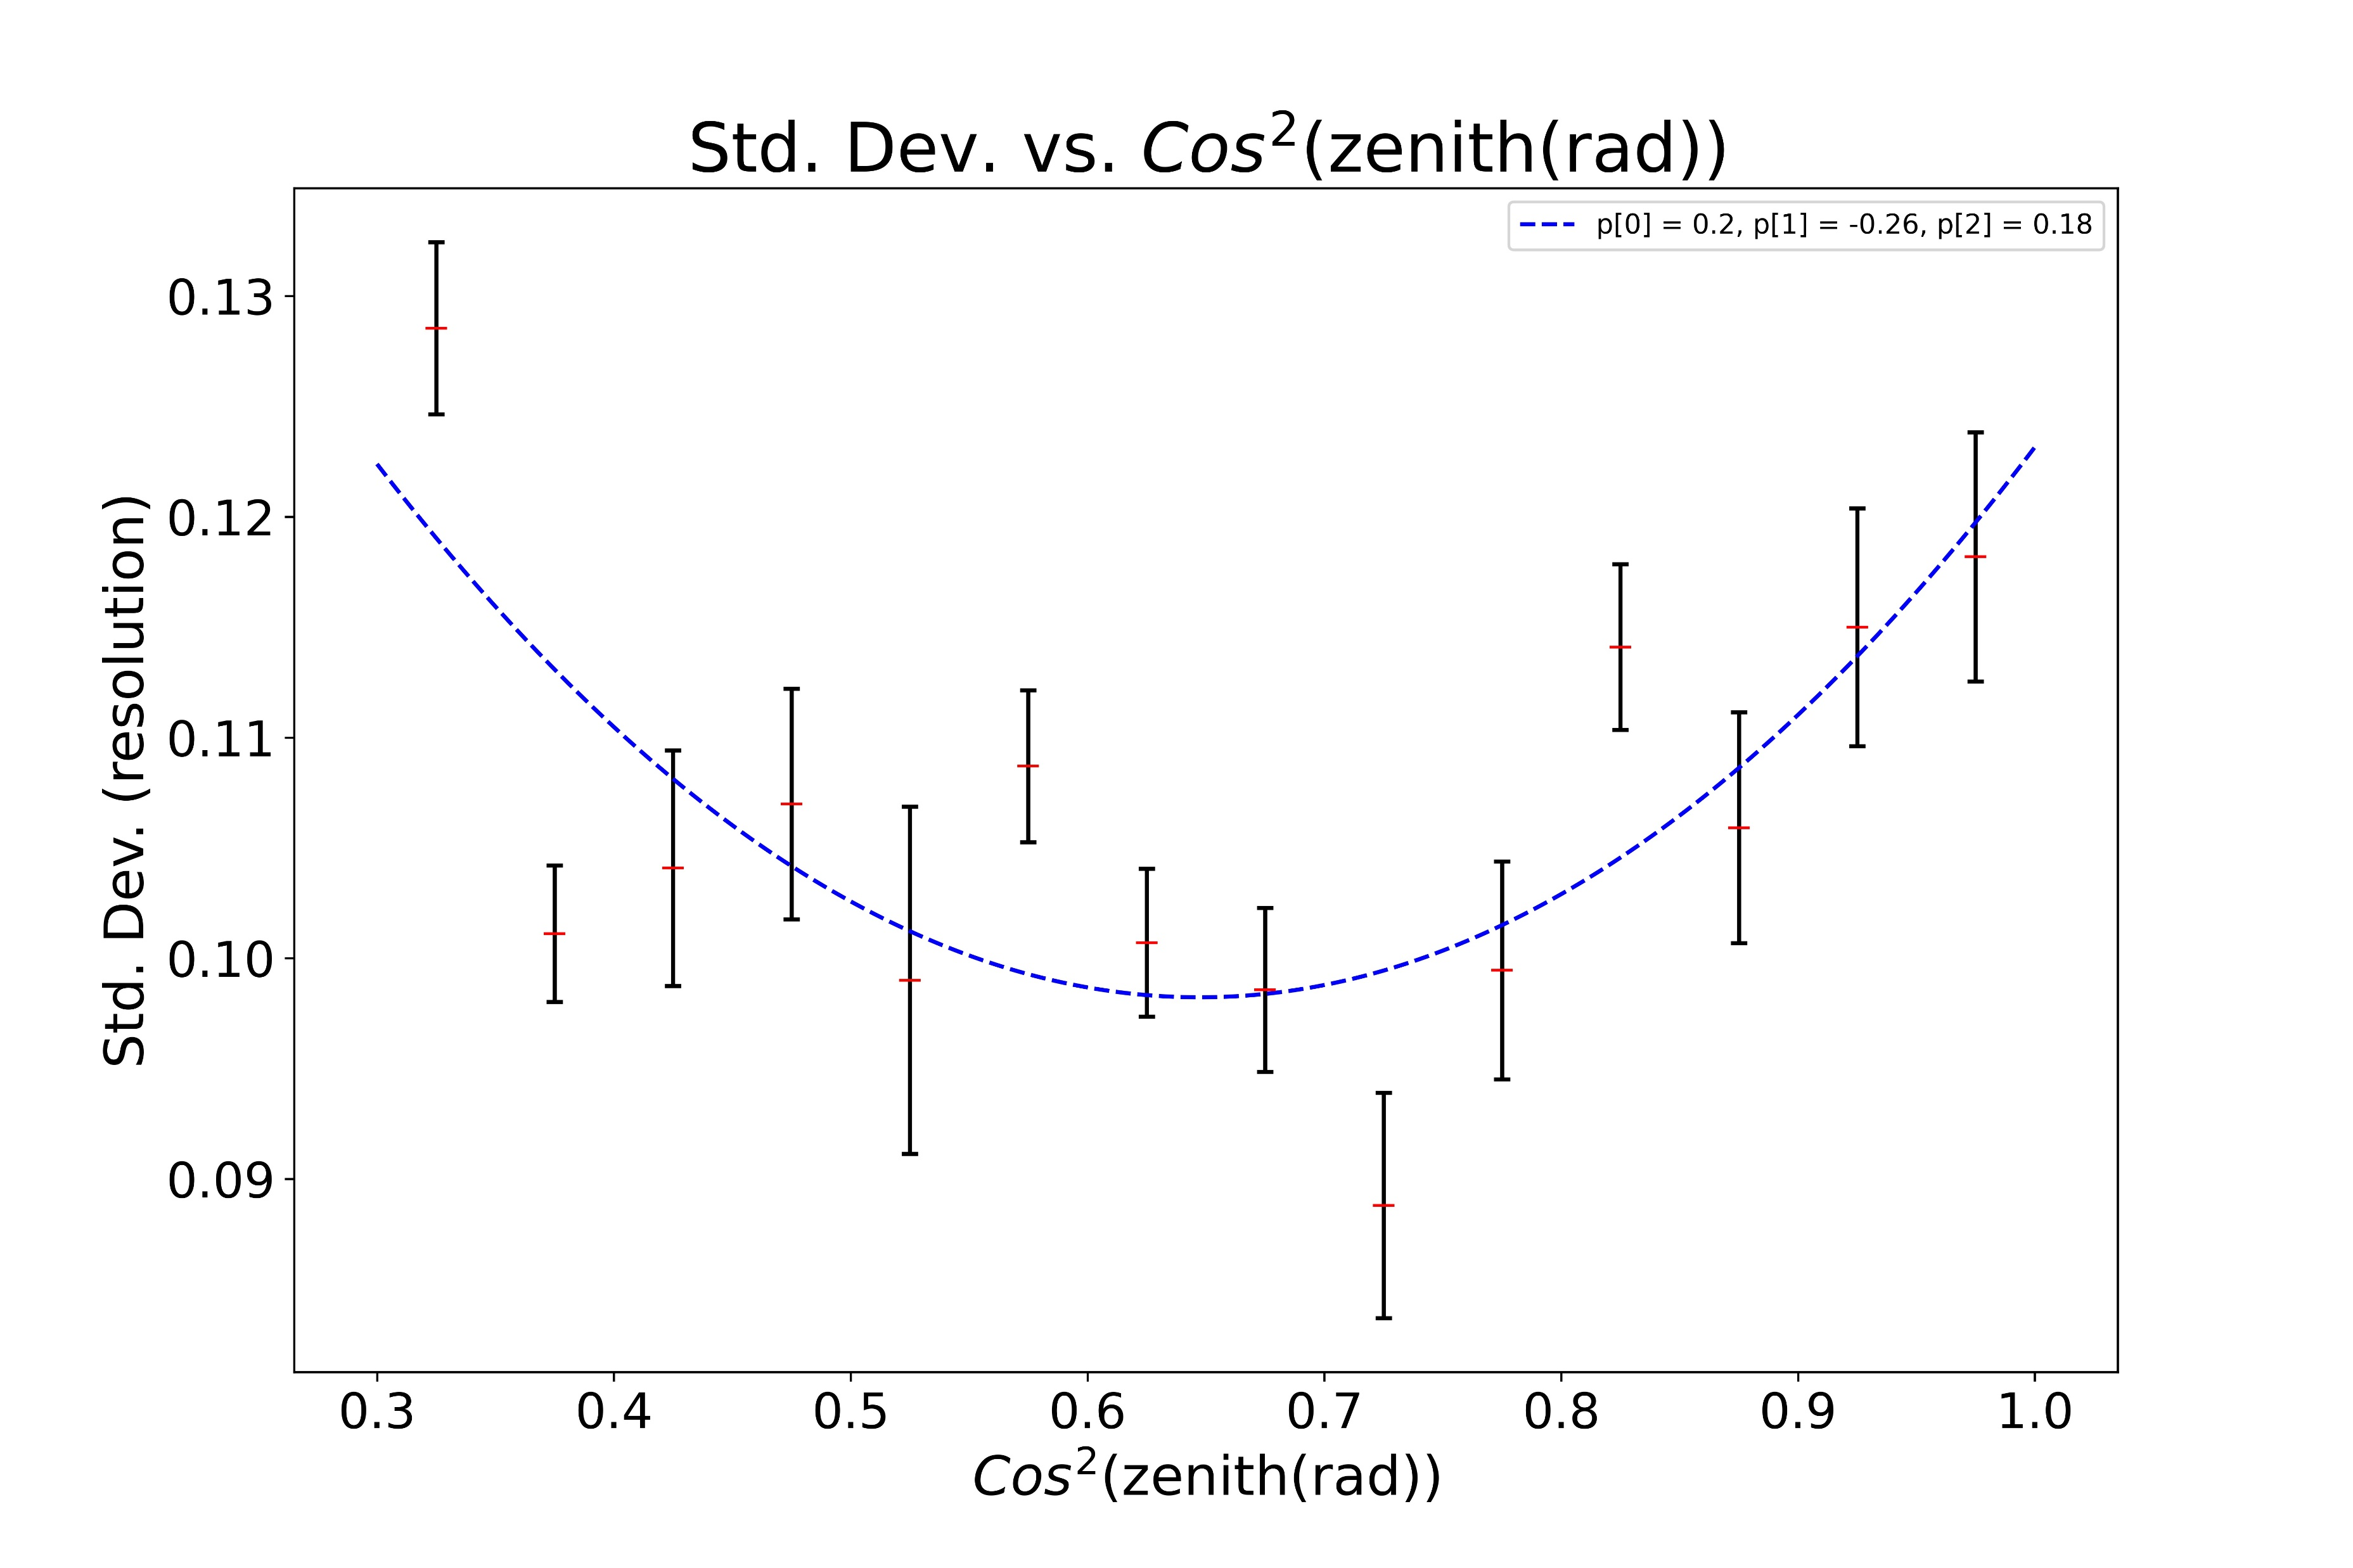 Std. Dev. vs. Cos²(zenith(rad))
p[0] = 0.2, p[1] = -0.26, p[2] = 0.18
Std. Dev. (resolution)
0.13
0.12
0.11
0.10
0.09
0.3 0.4 0.5 0.6 0.7 0.8 0.9 1.0
Cos²(zenith(rad))